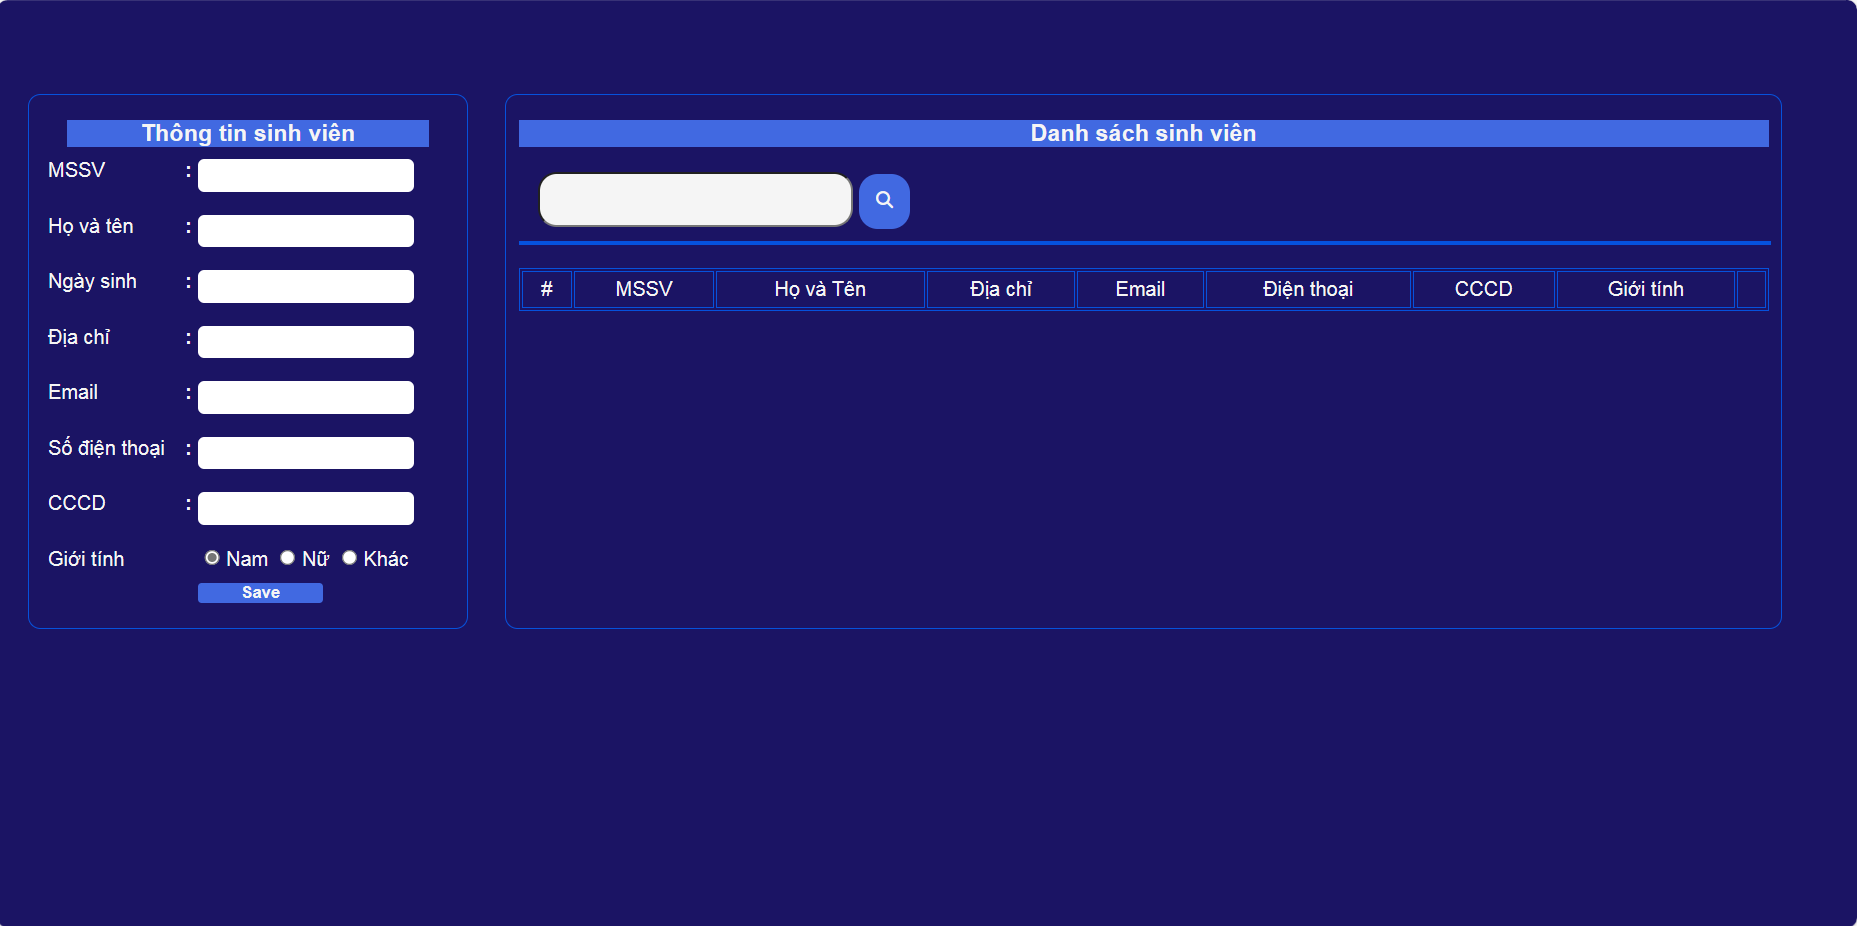 Thông tin sinh viên
MSSV :
Họ và tên :
Ngày sinh :
Địa chỉ :
Email :
Số điện thoại :
CCCD :
Giới tính Nam Nữ Khác
Save
Danh sách sinh viên
# MSSV Họ và Tên Địa chỉ Email Điện thoại CCCD Giới tính